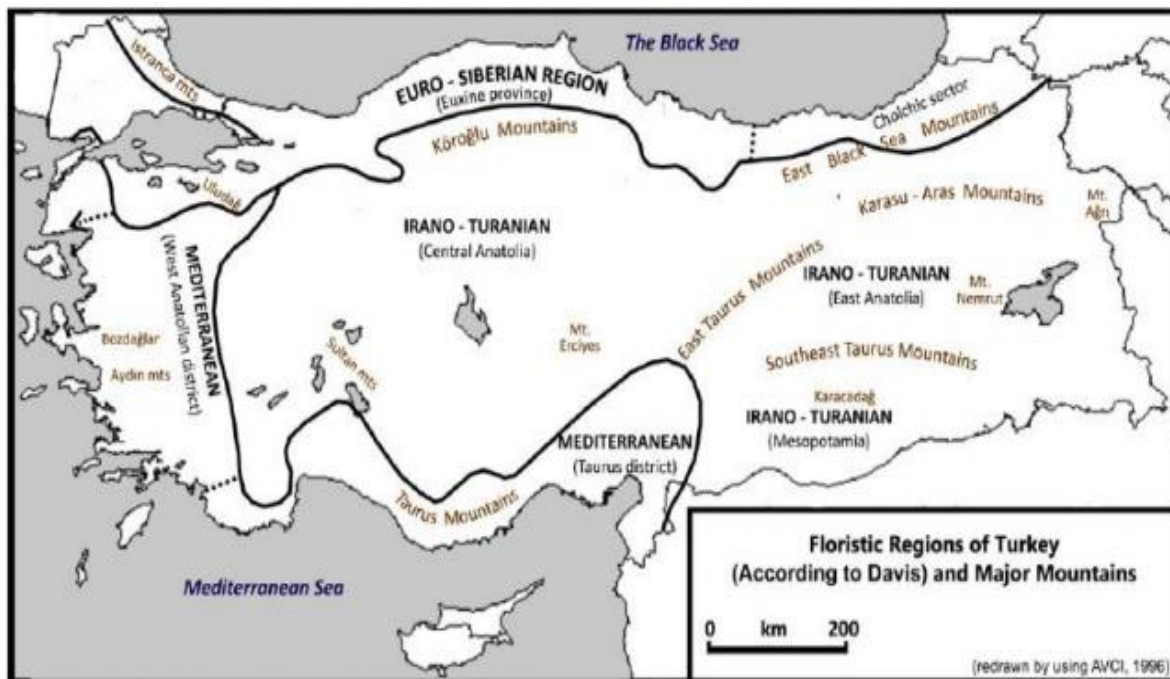 The Black Sea
Istranca mts
EURO - SIBERIAN REGION
(Euxine province)
Cholchic sector
Köroğlu Mountains
East Black Sea Mountains
Uludağ
Karasu - Aras Mountains
Mt.
Ağrı
IRANO - TURANIAN
(Central Anatolia)
MEDITERRANEAN
(West Anatolian district)
East Taurus Mountains
IRANO - TURANIAN
(East Anatolia)
Mt.
Nemrut
Bozdağlar
Aydın mts
Sultan mts
Mt.
Erciyes
Southeast Taurus Mountains
Karacadağ
IRANO - TURANIAN
(Mesopotamia)
MEDITERRANEAN
(Taurus district)
Taurus Mountains
Mediterranean Sea
Floristic Regions of Turkey
(According to Davis) and Major Mountains
0 km 200
(redrawn by using AVCI, 1996)